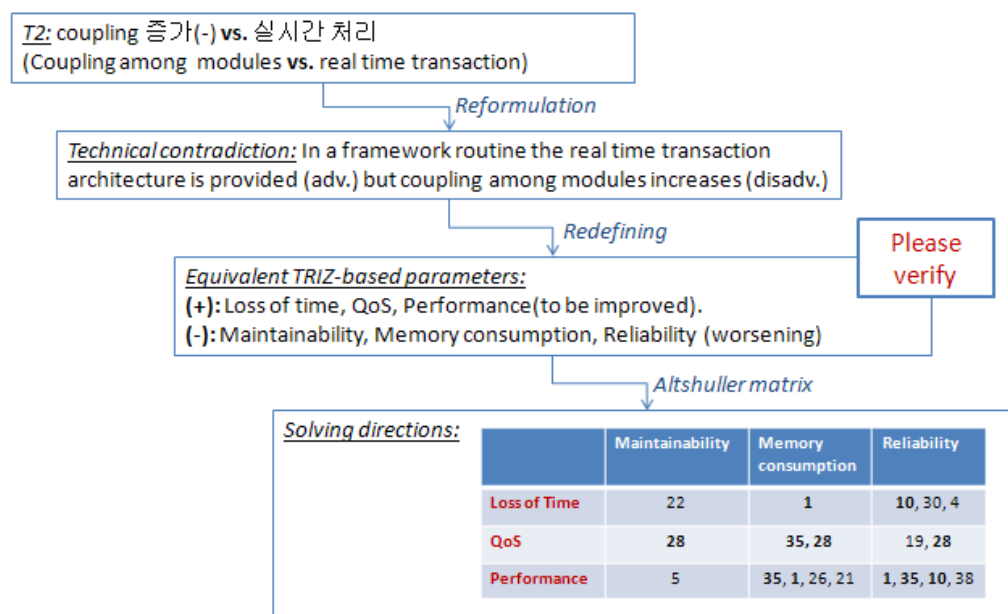 T2: coupling 증가(-) vs. 실시간 처리
(Coupling among modules vs. real time transaction)
Reformulation
Technical contradiction: In a framework routine the real time transaction
architecture is provided (adv.) but coupling among modules increases (disadv.)
Redefining
Please
verify
Equivalent TRIZ-based parameters:
(+): Loss of time, QoS, Performance(to be improved).
(-): Maintainability, Memory consumption, Reliability (worsening)
Altshuller matrix
Solving directions:
Maintainability Memory Reliability
consumption
Loss of Time 22 1 10, 30, 4
QoS 28 35, 28 19, 28
Performance 5 35, 1, 26, 21 1, 35, 10, 38